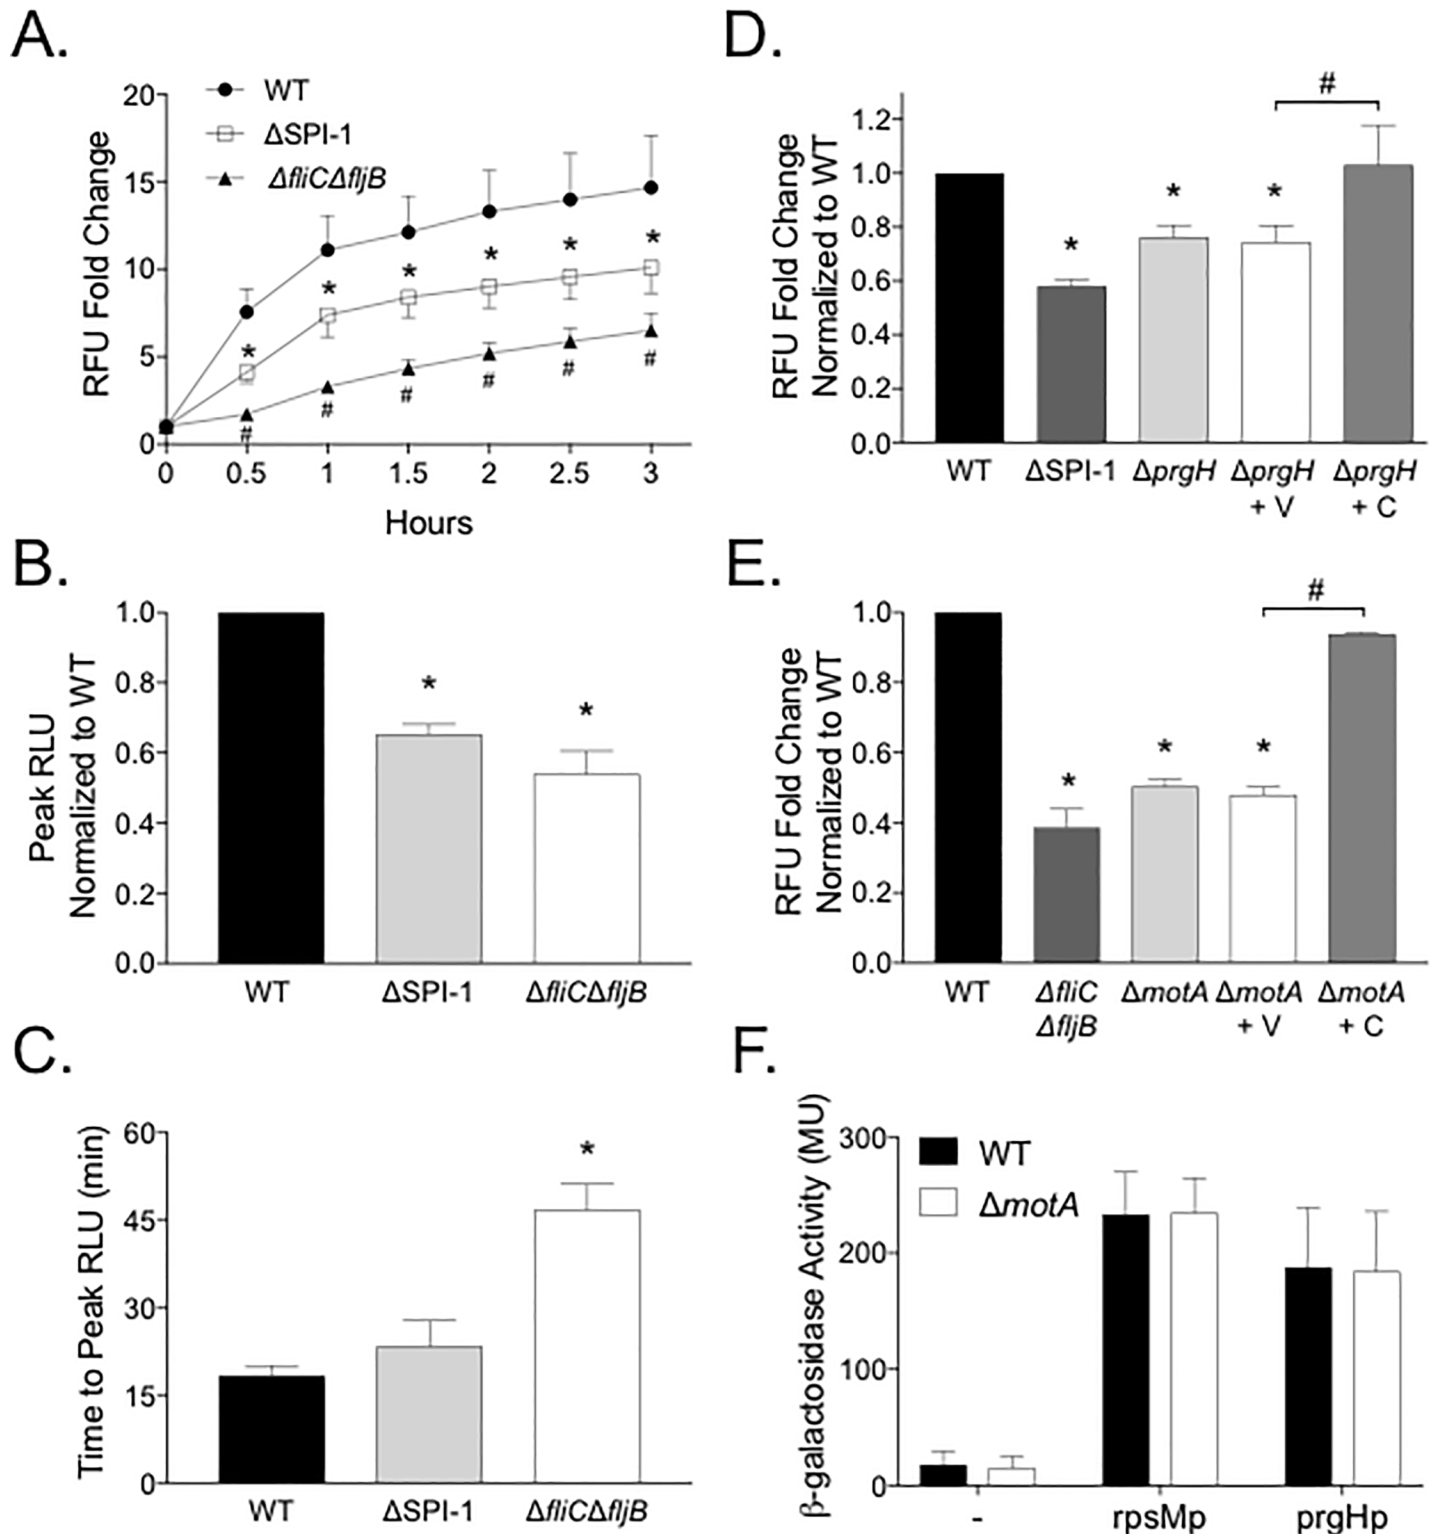 A.
RFU Fold Change
20
15
10
5
0
WT
ΔSPI-1
ΔfliCΔfljB
*
*
*
*
*
*
#
#
#
#
#
#
0 0.5 1 1.5 2 2.5 3
Hours
B.
Peak RLU
Normalized to WT
1.0
0.8
0.6
0.4
0.2
0.0
*
*
WT ΔSPI-1 ΔfliCΔfljB
C.
Time to Peak RLU (min)
60
45
30
15
0
*
WT ΔSPI-1 ΔfliCΔfljB
D.
RFU Fold Change
Normalized to WT
1.2
1.0
0.8
0.6
0.4
0.2
0.0
#
* * *
WT ΔSPI-1 ΔprgH ΔprgH ΔprgH
+ V + C
E.
RFU Fold Change
Normalized to WT
1.0
0.8
0.6
0.4
0.2
0.0
#
* * *
WT ΔfliC ΔmotA ΔmotA ΔmotA
ΔfljB + V + C
F.
β-galactosidase Activity (MU)
300
200
100
0
WT
ΔmotA
- rpsMp prgHp